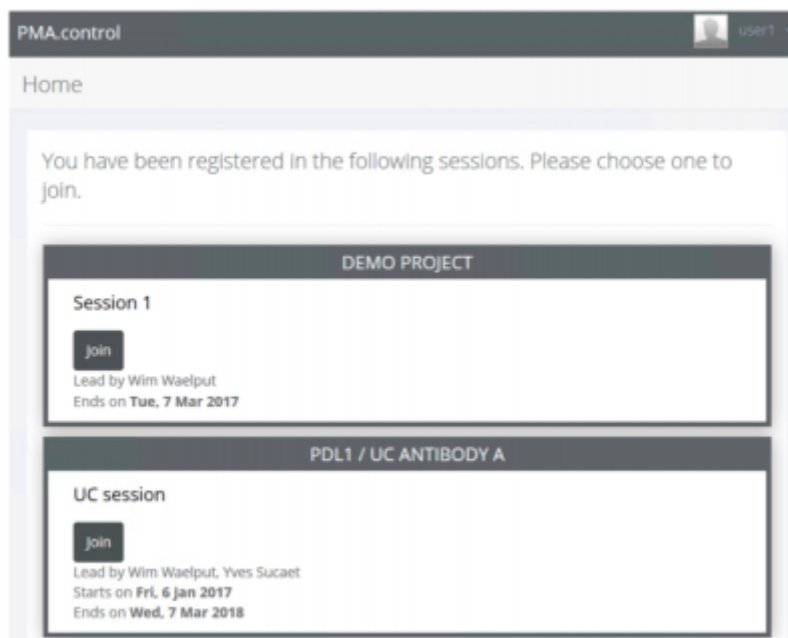 PMA.control
user1
Home
You have been registered in the following sessions. Please choose one to
join.
DEMO PROJECT
Session 1
Join
Lead by Wim Waelput
Ends on Tue, 7 Mar 2017
PDL1 / UC ANTIBODY A
UC session
Join
Lead by Wim Waelput, Yves Sucaet
Starts on Fri, 6 Jan 2017
Ends on Wed, 7 Mar 2018